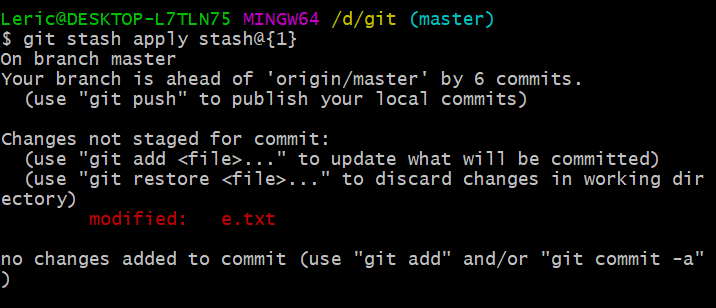 Leric@DESKTOP-L7TLN75 MINGW64 /d/git (master)
$ git stash apply stash@{1}
On branch master
Your branch is ahead of 'origin/master' by 6 commits.
  (use "git push" to publish your local commits)

Changes not staged for commit:
  (use "git add <file>..." to update what will be committed)
  (use "git restore <file>..." to discard changes in working dir
ectory)
        modified:   e.txt

no changes added to commit (use "git add" and/or "git commit -a"
)